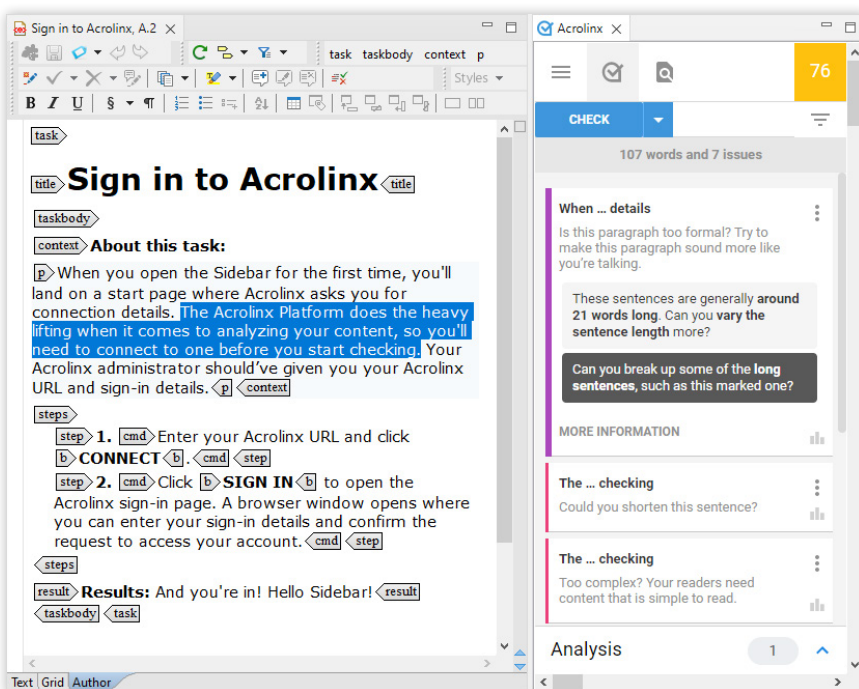 Sign in to Acrolinx, A.2
Acrolinx
task taskbody context p
Styles
B I U § ¶
76
CHECK
107 words and 7 issues
task
title Sign in to Acrolinx title
taskbody
context About this task:
p When you open the Sidebar for the first time, you'll
land on a start page where Acrolinx asks you for
connection details. The Acrolinx Platform does the heavy
lifting when it comes to analyzing your content, so you'll
need to connect to one before you start checking. Your
Acrolinx administrator should've given you your Acrolinx
URL and sign-in details. p context
steps
step 1. cmd Enter your Acrolinx URL and click
b CONNECT b . cmd step
step 2. cmd Click b SIGN IN b to open the
Acrolinx sign-in page. A browser window opens where
you can enter your sign-in details and confirm the
request to access your account. cmd step
steps
result Results: And you're in! Hello Sidebar! result
taskbody task
Text Grid Author
When ... details
Is this paragraph too formal? Try to
make this paragraph sound more like
you're talking.
These sentences are generally around
21 words long. Can you vary the
sentence length more?
Can you break up some of the long
sentences, such as this marked one?
MORE INFORMATION
The ... checking
Could you shorten this sentence?
The ... checking
Too complex? Your readers need
content that is simple to read.
Analysis 1